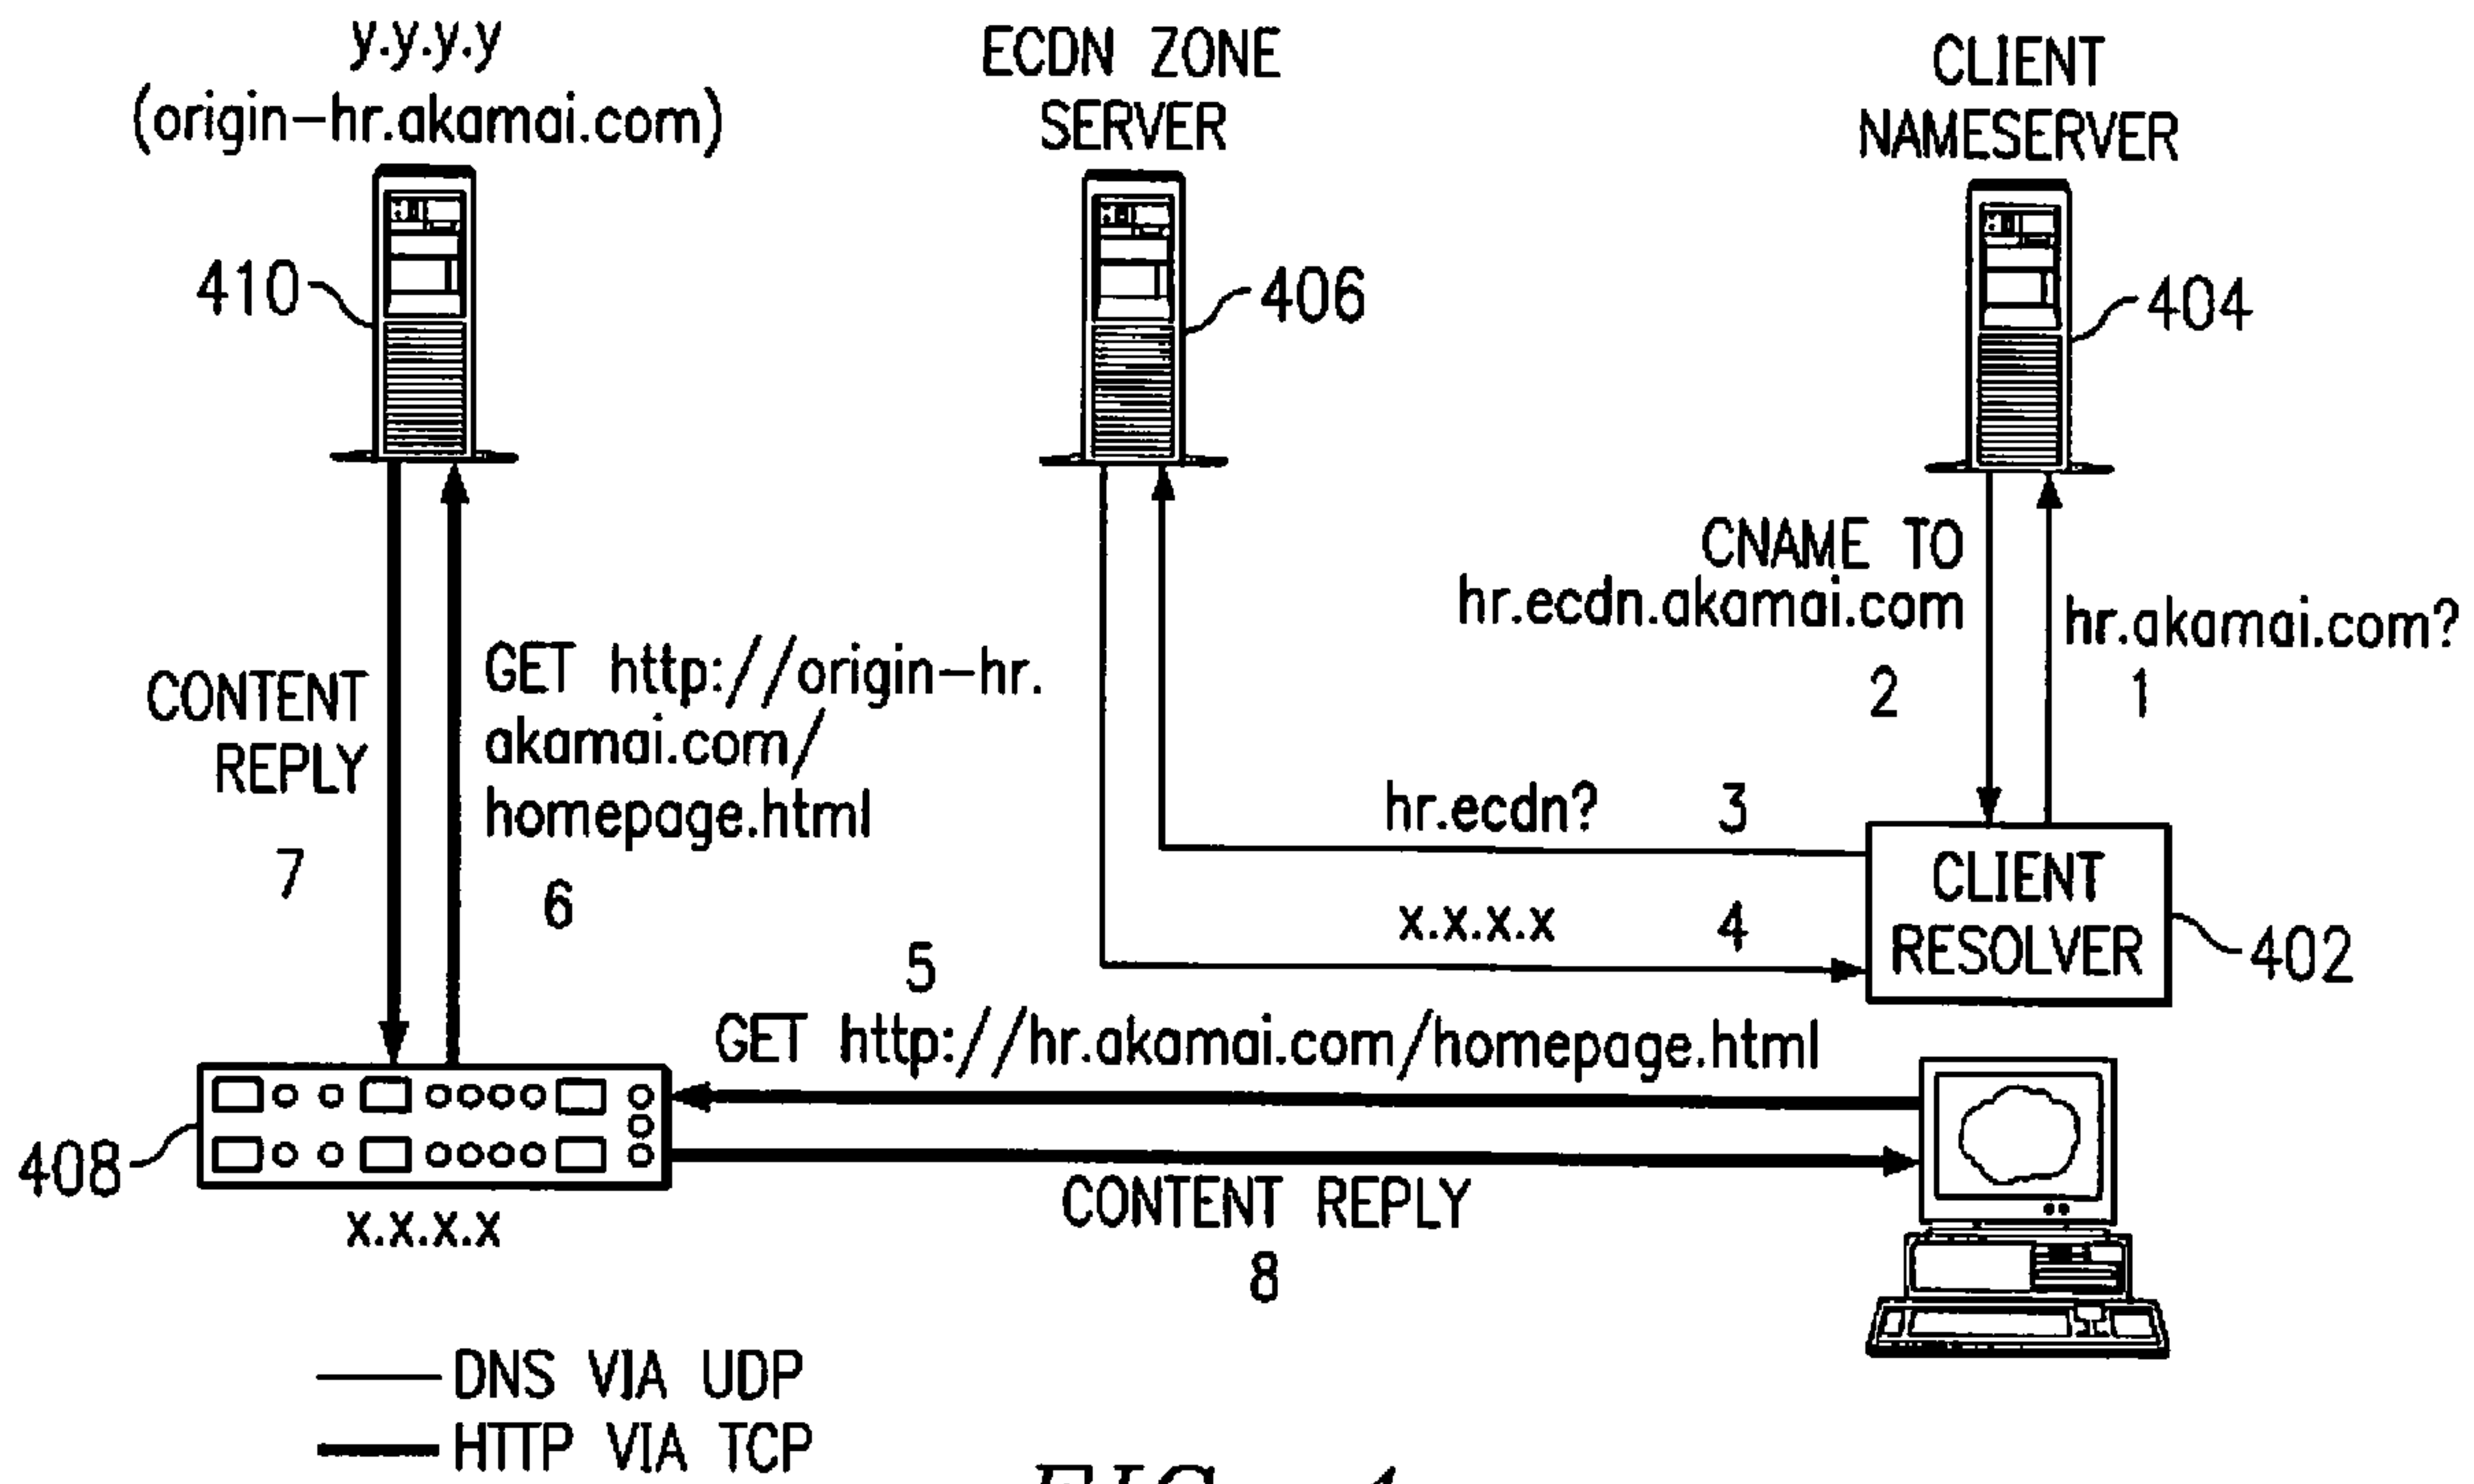 y.y.y.y
(origin-hr.akamai.com)
ECDN ZONE
SERVER
CLIENT
NAMESERVER
410
406
404
CNAME TO
hr.ecdn.akamai.com
2
hr.akamai.com?
1
CONTENT
REPLY
7
GET http://origin-hr.
akamai.com/
homepage.html
6
hr.ecdn? 3
x.x.x.x 4
CLIENT
RESOLVER
402
5
GET http://hr.akamai.com/homepage.html
408
x.x.x.x
CONTENT REPLY
8
DNS VIA UDP
HTTP VIA TCP